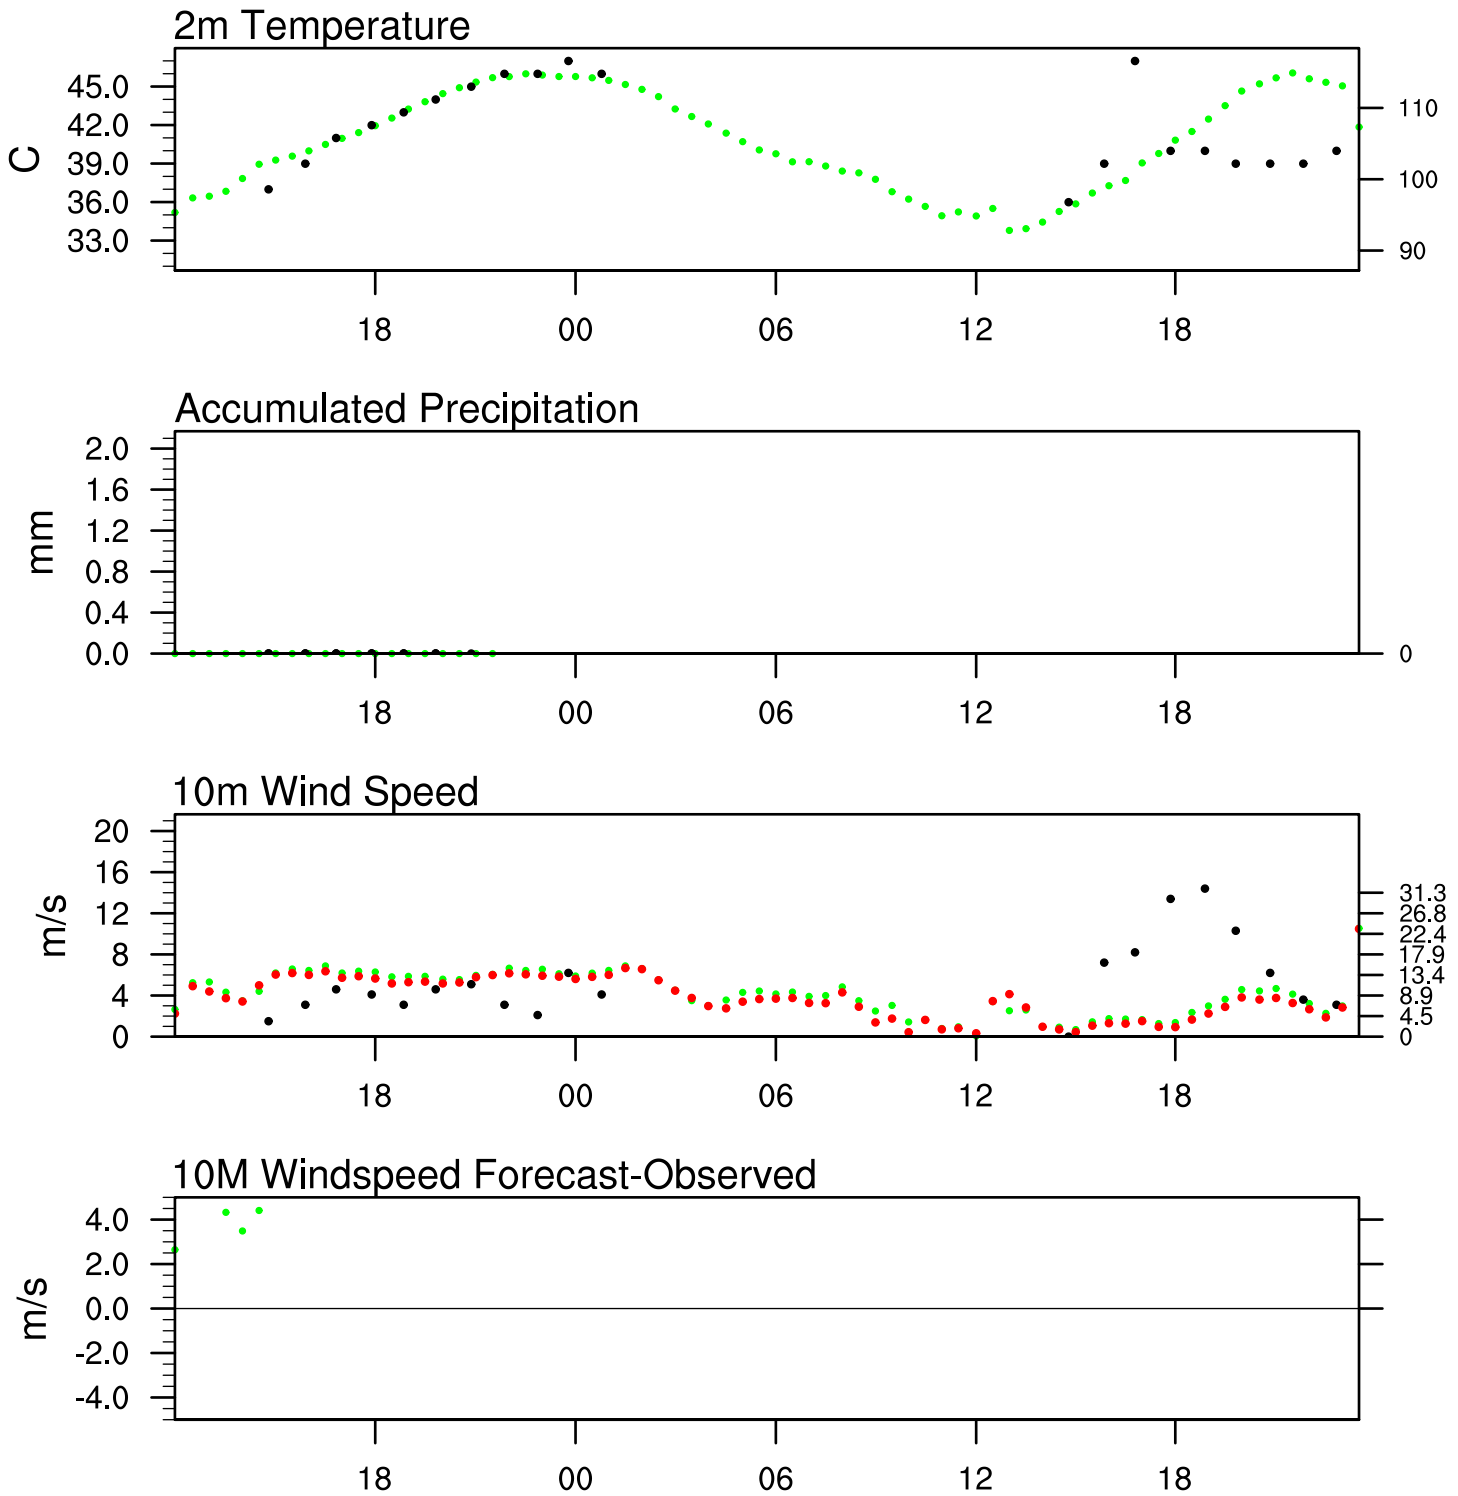 2m Temperature
45.0
42.0
39.0
36.0
33.0
C
110
100
90
18 00 06 12 18
Accumulated Precipitation
2.0
1.6
1.2
0.8
0.4
0.0
mm
0
18 00 06 12 18
10m Wind Speed
20
16
12
8
4
0
m/s
31.3
26.8
22.4
17.9
13.4
8.9
4.5
0
18 00 06 12 18
10M Windspeed Forecast-Observed
4.0
2.0
0.0
-2.0
-4.0
m/s
18 00 06 12 18